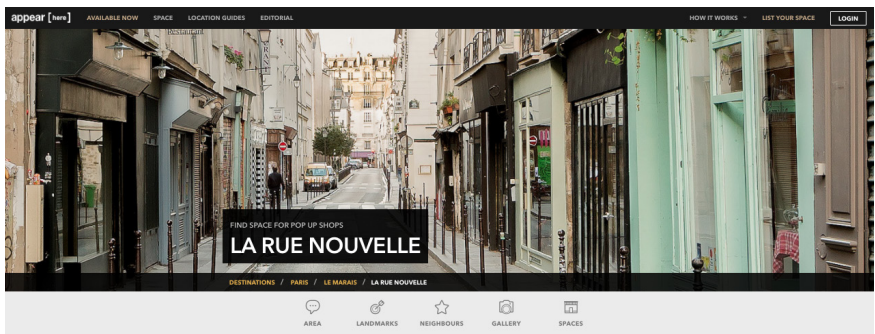 appear [here] AVAILABLE NOW SPACE LOCATION GUIDES EDITORIAL HOW IT WORKS LIST YOUR SPACE LOGIN
Restaurant
FIND SPACE FOR POP UP SHOPS
LA RUE NOUVELLE
DESTINATIONS / PARIS / LE MARAIS / LA RUE NOUVELLE
AREA LANDMARKS NEIGHBOURS GALLERY SPACES